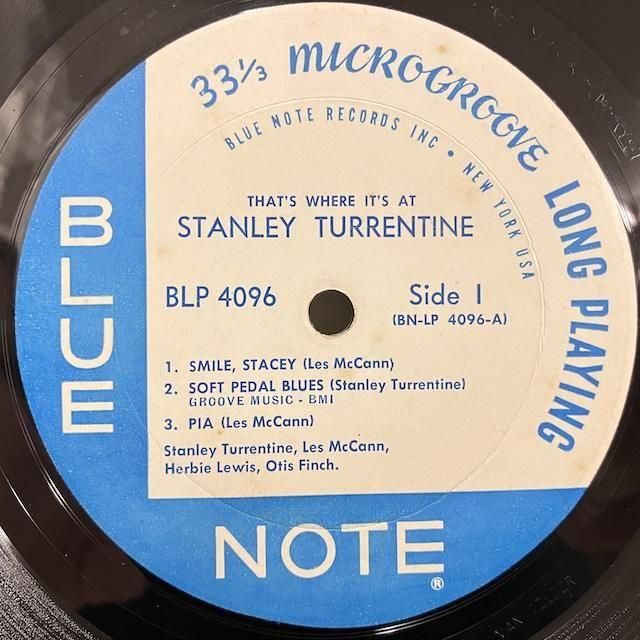 33⅓ MICROGROOVE LONG PLAYING
BLUE NOTE RECORDS INC • NEW YORK USA
THAT'S WHERE IT'S AT
STANLEY TURRENTINE
BLP 4096
Side 1
(BN-LP 4096-A)
1. SMILE, STACEY (Les McCann)
2. SOFT PEDAL BLUES (Stanley Turrentine)
GROOVE MUSIC - BMI
3. PIA (Les McCann)
Stanley Turrentine, Les McCann,
Herbie Lewis, Otis Finch.
BLUE
NOTE®
VAN GELDER